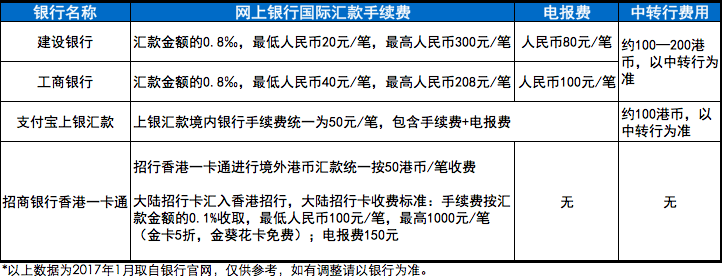 银行名称 网上银行国际汇款手续费 电报费 中转行费用
建设银行 汇款金额的0.8‰，最低人民币20元/笔，最高人民币300元/笔 人民币80元/笔 约100—200港
币，以中转行为
准
工商银行 汇款金额的0.8‰，最低人民币40元/笔，最高人民币208元/笔 人民币100元/笔
支付宝上银汇款 上银汇款境内银行手续费统一为50元/笔，包含手续费+电报费 约100港币，以
中转行为准
招商银行香港一卡通 招行香港一卡通进行境外港币汇款统一按50港币/笔收费
大陆招行卡汇入香港招行，大陆招行卡收费标准：手续费按汇
款金额的0.1%收取，最低人民币100元/笔，最高1000元/笔
（金卡5折，金葵花卡免费）；电报费150元
无 无
*以上数据为2017年1月取自银行官网，仅供参考，如有调整请以银行为准。